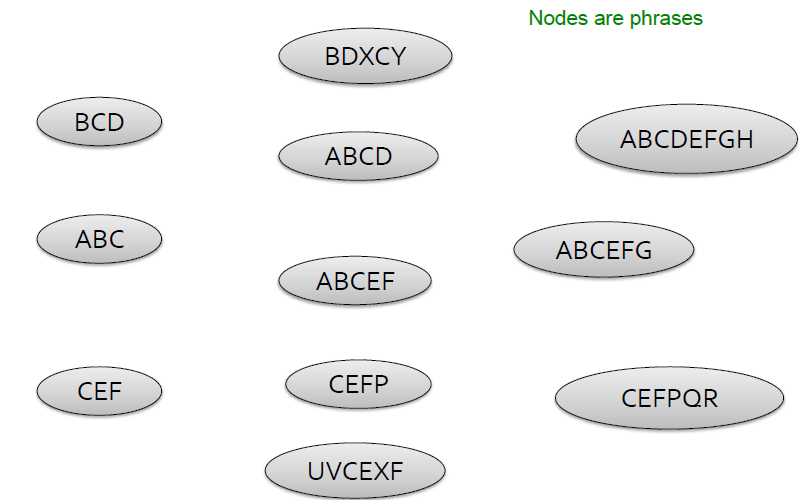 Nodes are phrases
BDXCY
BCD
ABCD
ABCDEFGH
ABC
ABCEFG
ABCEF
CEF
CEFP
CEFPQR
UVCEXF